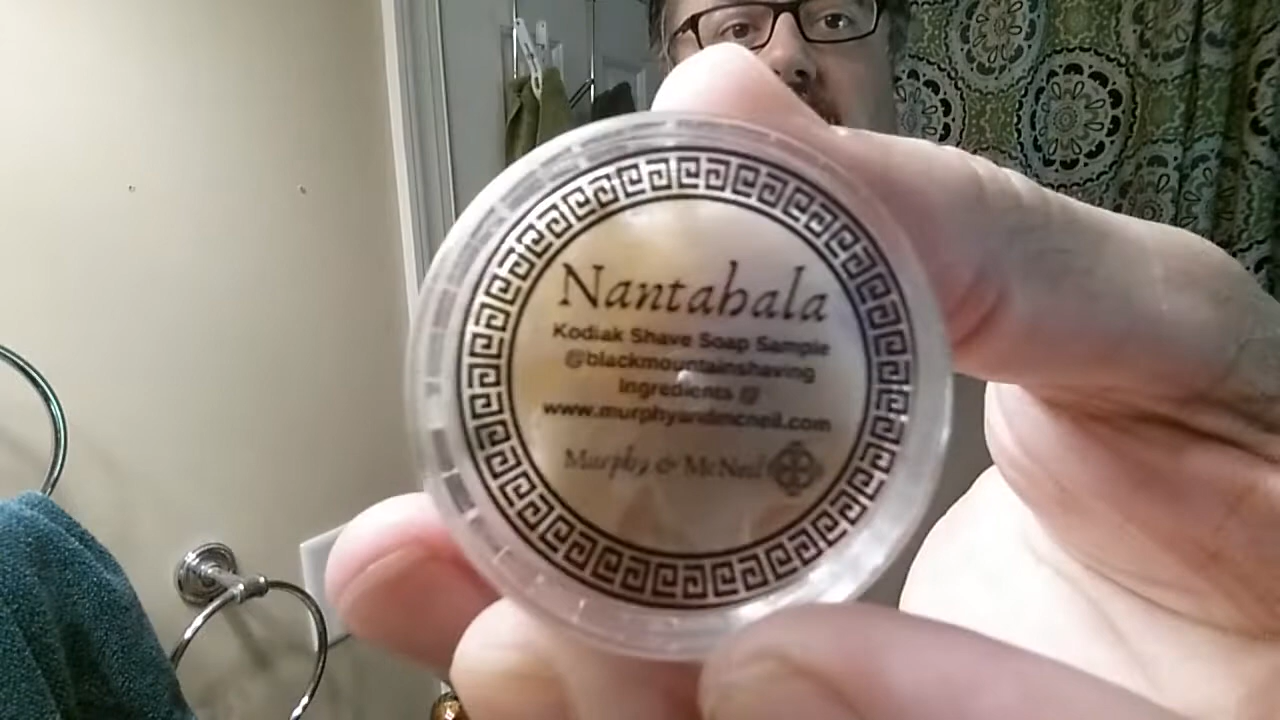 Nantahala
Kodiak Shave Soap Sample
@blackmountainshaving
Ingredients @
www.murphyandmcneil.com
Murphy & McNeil